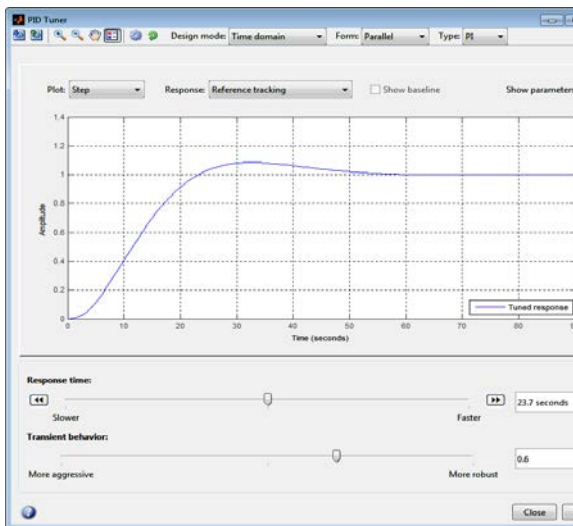 PID Tuner
Design mode: Time domain Form: Parallel Type: PI
Plot: Step Response: Reference tracking Show baseline Show parameters
1.4
1.2
1
0.8
0.6
0.4
0.2
0
Amplitude
0 10 20 30 40 50 60 70 80
Time (seconds)
Tuned response
Response time:
23.7 seconds
Slower Faster
Transient behavior:
0.6
More aggressive More robust
Close